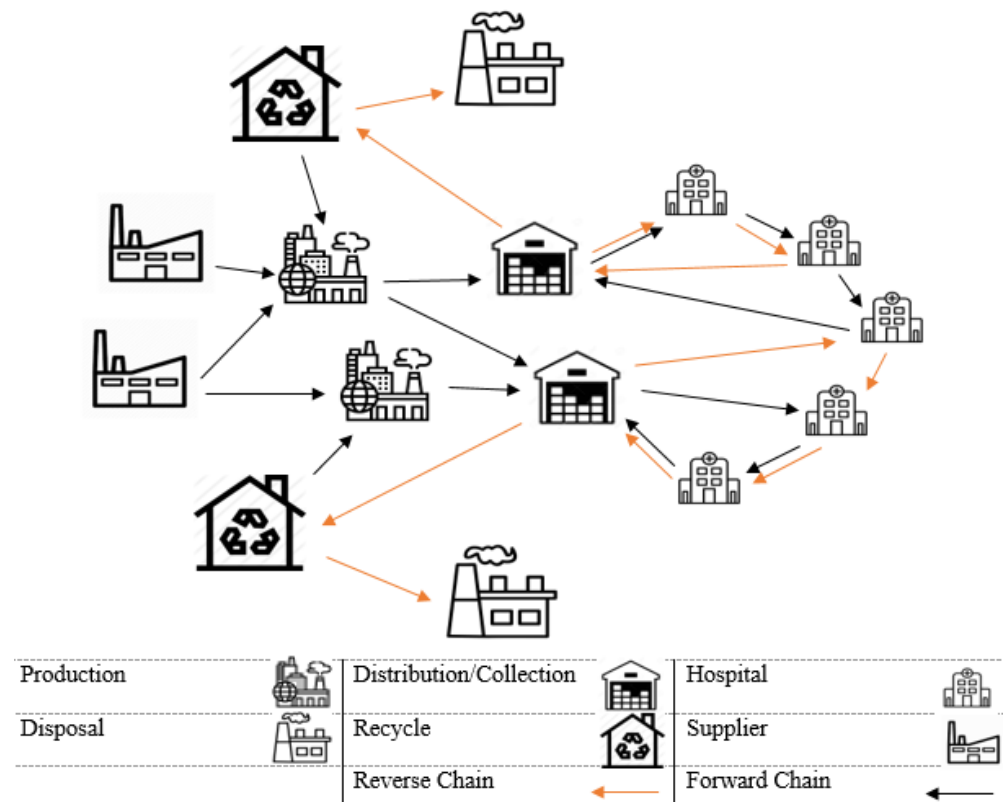 Production
Distribution/Collection
Hospital
Disposal
Recycle
Supplier
Reverse Chain
Forward Chain